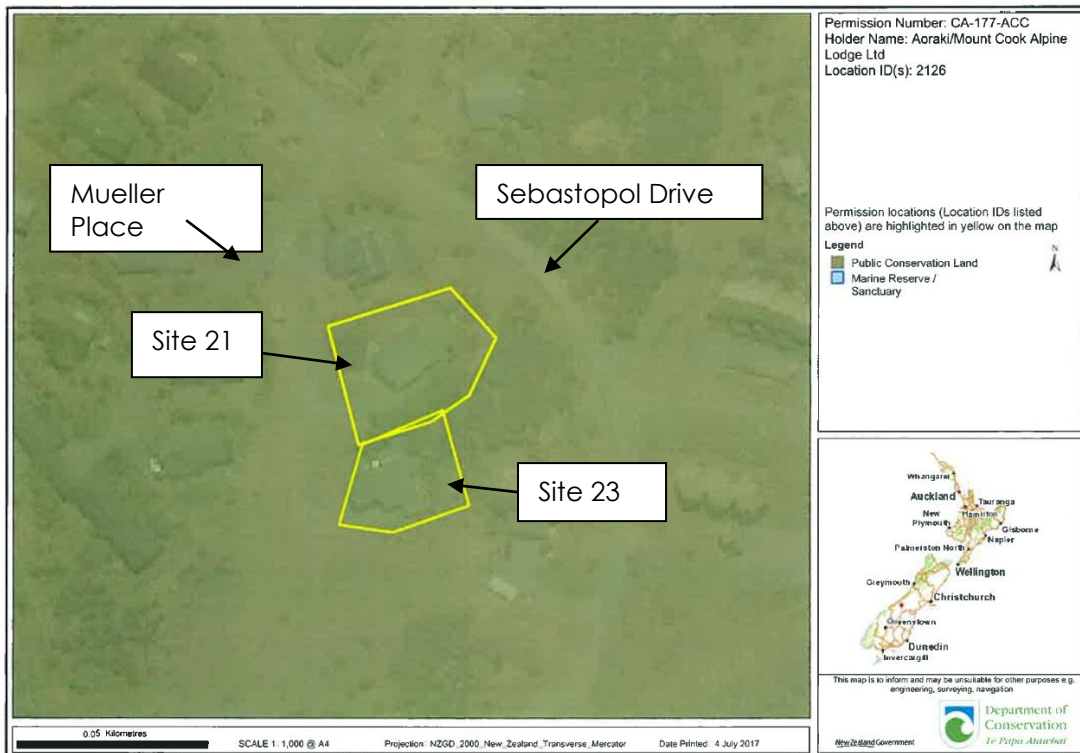 Permission Number: CA-177-ACC
Holder Name: Aoraki/Mount Cook Alpine
Lodge Ltd
Location ID(s): 2126
Mueller
Place
Sebastopol Drive
Site 21
Site 23
Permission locations (Location IDs listed
above) are highlighted in yellow on the map
Legend
N
Public Conservation Land
Marine Reserve /
Sanctuary
Whangarei
Auckland
Tauranga
Hamilton
New
Plymouth
Gisborne
Napier
Palmerston North
Wellington
Greymouth
Christchurch
Queenstown
Dunedin
Invercargill
This map is to inform and may be unsuitable for other purposes e.g.
engineering, surveying, navigation
New Zealand Government
Department of
Conservation
Te Papa Atawhai
0.05 Kilometres
SCALE 1: 1,000 @ A4
Projection: NZGD_2000_New_Zealand_Transverse_Mercator
Date Printed: 4 July 2017